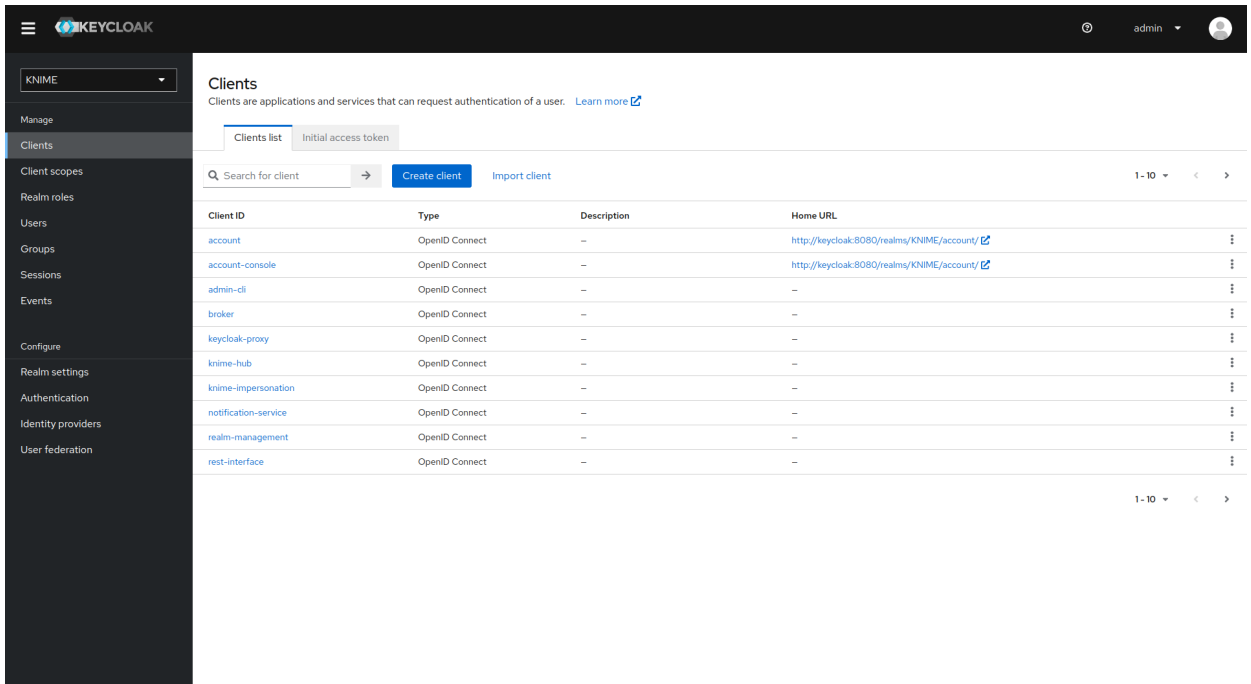 KEYCLOAK
admin
KNIME
Manage
Clients
Client scopes
Realm roles
Users
Groups
Sessions
Events
Configure
Realm settings
Authentication
Identity providers
User federation
Clients
Clients are applications and services that can request authentication of a user. Learn more
Clients list Initial access token
Search for client Create client Import client 1 - 10
Client ID Type Description Home URL
account OpenID Connect – http://keycloak:8080/realms/KNIME/account/
account-console OpenID Connect – http://keycloak:8080/realms/KNIME/account/
admin-cli OpenID Connect – –
broker OpenID Connect – –
keycloak-proxy OpenID Connect – –
knime-hub OpenID Connect – –
knime-impersonation OpenID Connect – –
notification-service OpenID Connect – –
realm-management OpenID Connect – –
rest-interface OpenID Connect – –
1 - 10